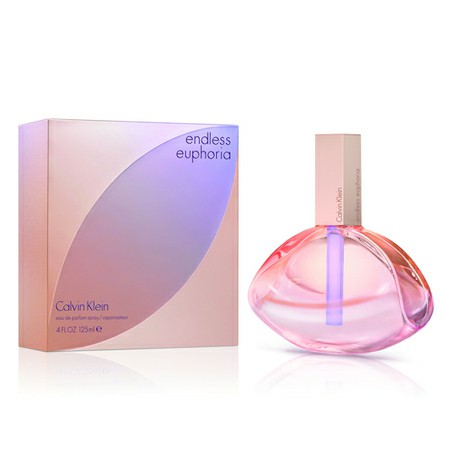 endless
euphoria
Calvin Klein
eau de parfum spray / vaporisateur
4 FL.OZ. 125ml e
Calvin Klein
endless euphoria